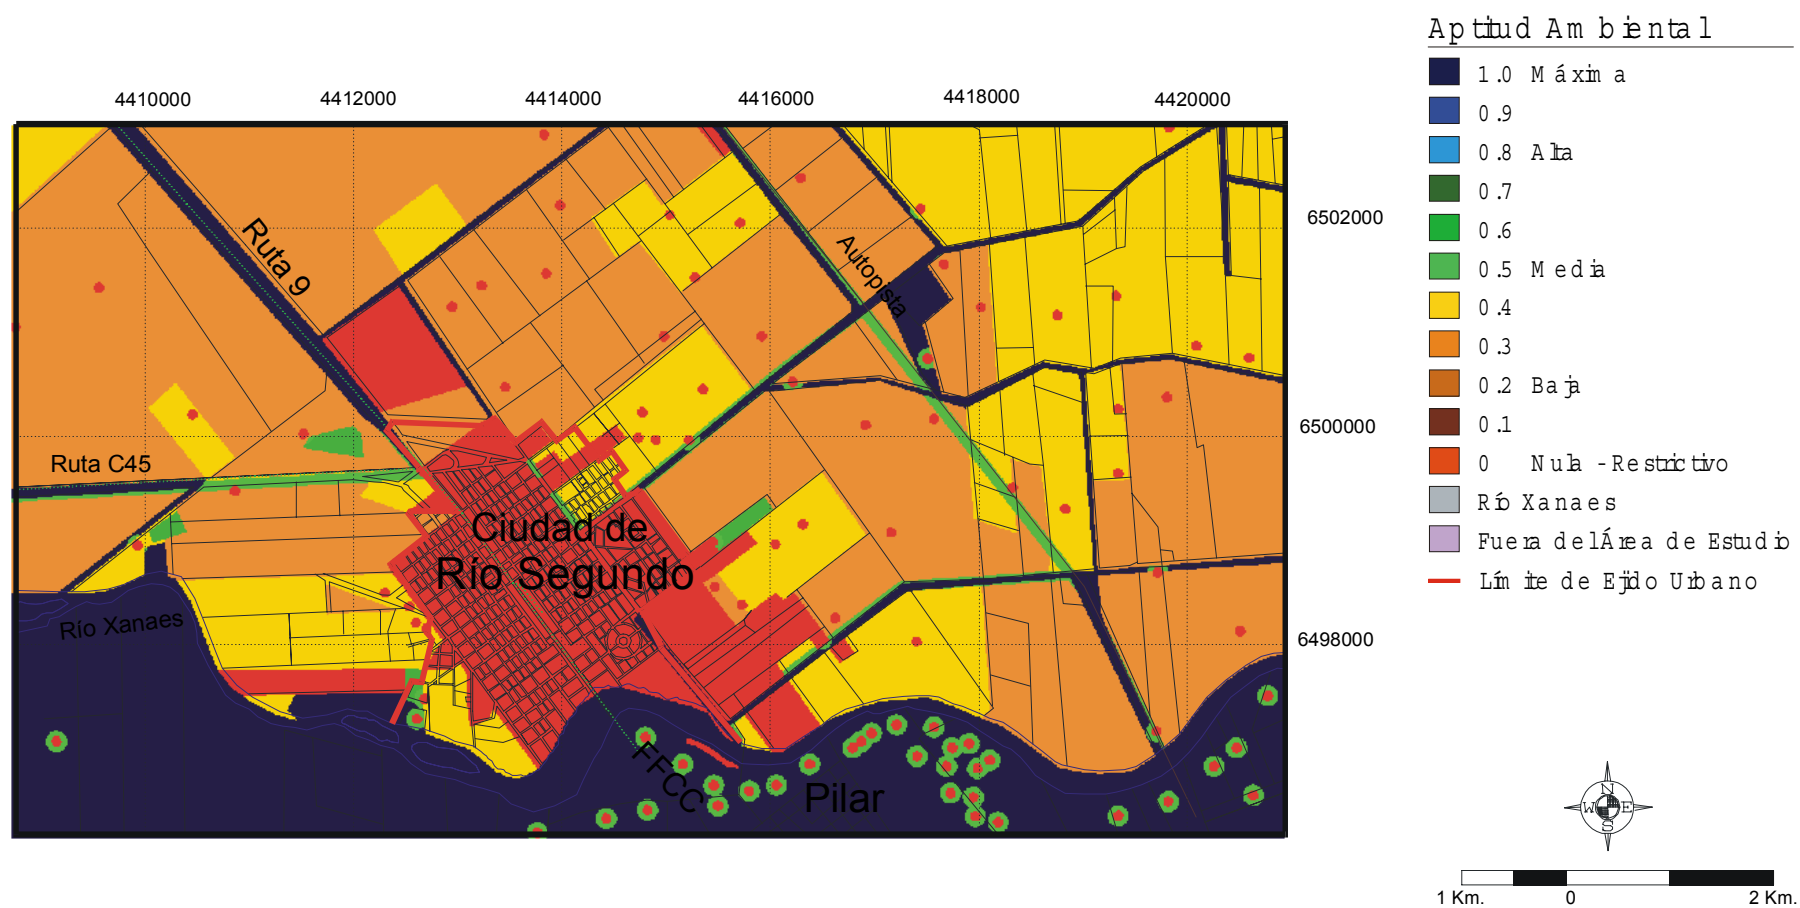 Aptitud Ambiental
1.0 Máxima
0.9
0.8 Alta
0.7
0.6
0.5 Media
0.4
0.3
0.2 Baja
0.1
0 Nula - Restrictivo
Río Xanaes
Fuera del Área de Estudio
Límite de Ejido Urbano
4410000 4412000 4414000 4416000 4418000 4420000
6502000
6500000
6498000
Ruta 9
Autopista
Ruta C45
Ciudad de
Río Segundo
Río Xanaes
FFCC
Pilar
N
W E
S
1 Km. 0 2 Km.